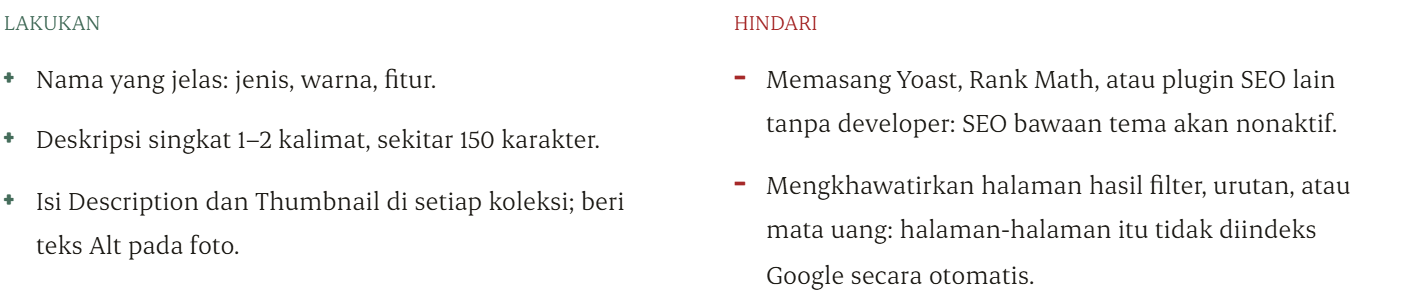 LAKUKAN
+ Nama yang jelas: jenis, warna, fitur.
+ Deskripsi singkat 1–2 kalimat, sekitar 150 karakter.
+ Isi Description dan Thumbnail di setiap koleksi; beri
teks Alt pada foto.
HINDARI
– Memasang Yoast, Rank Math, atau plugin SEO lain
tanpa developer: SEO bawaan tema akan nonaktif.
– Mengkhawatirkan halaman hasil filter, urutan, atau
mata uang: halaman-halaman itu tidak diindeks
Google secara otomatis.